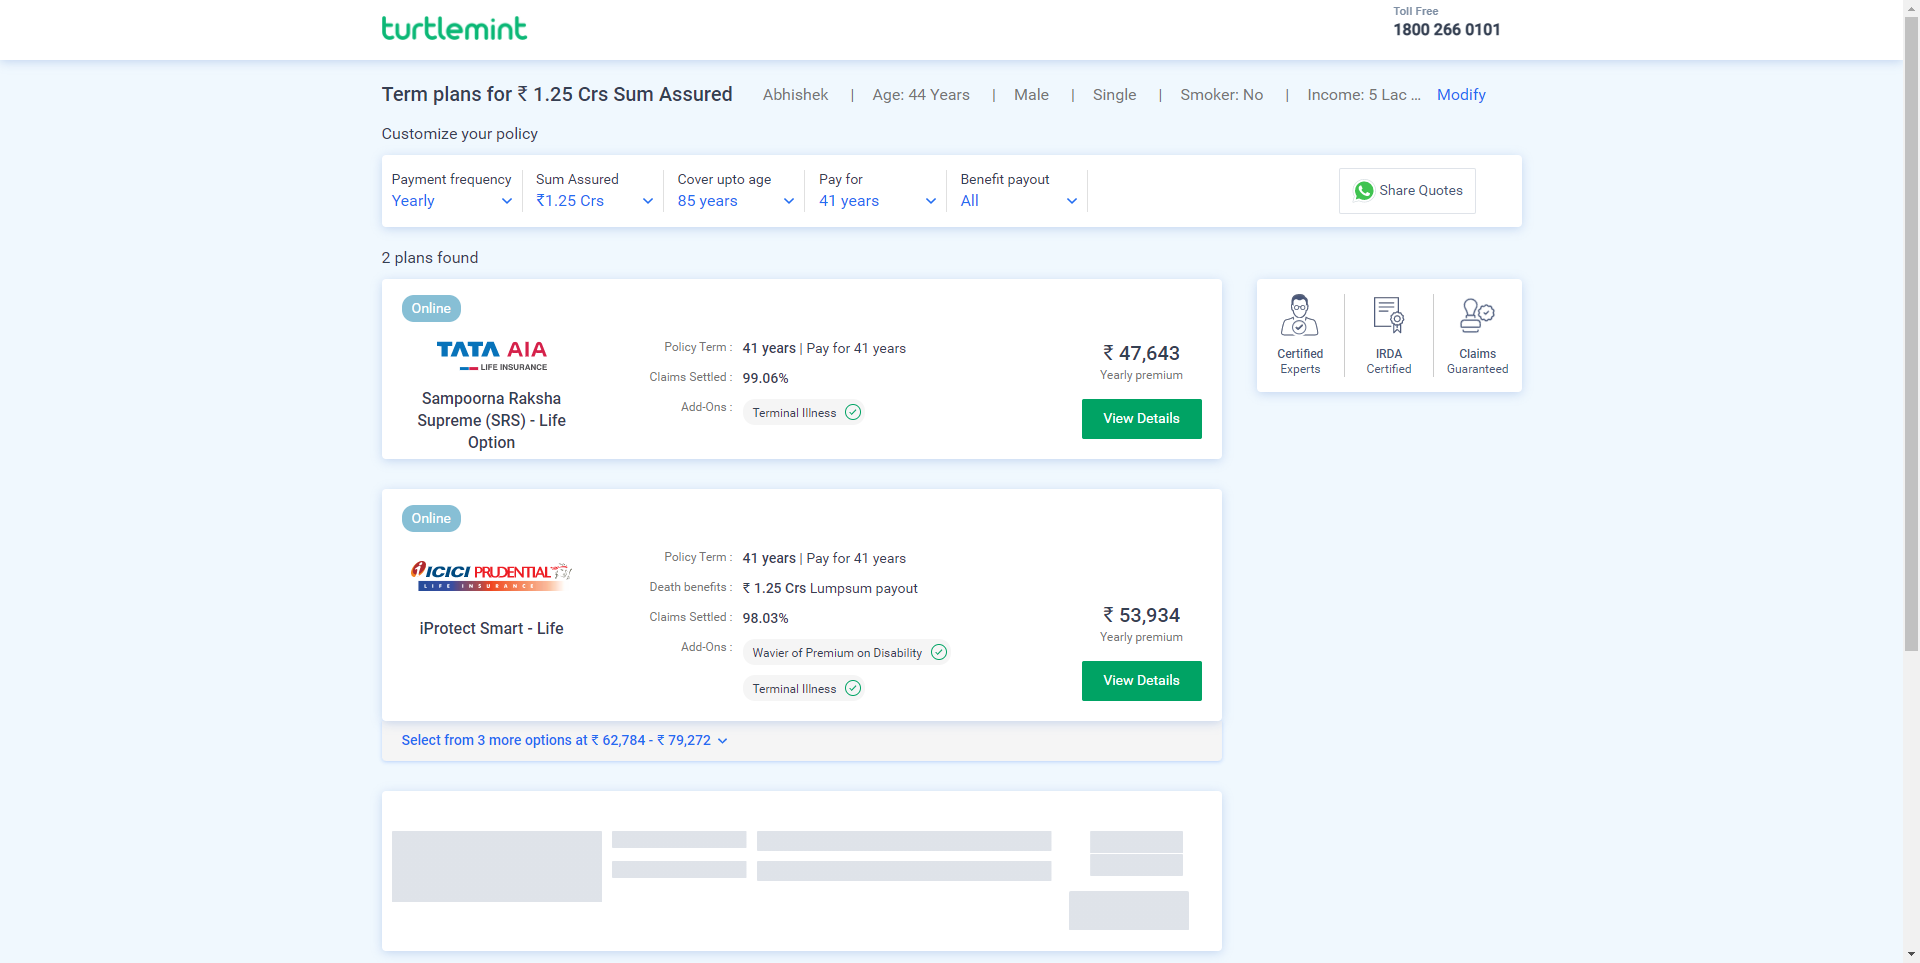 turtlemint
Toll Free
1800 266 0101
Term plans for ₹ 1.25 Crs Sum Assured Abhishek | Age: 44 Years | Male | Single | Smoker: No | Income: 5 Lac ... Modify
Customize your policy
Payment frequency Sum Assured Cover upto age Pay for Benefit payout
Yearly ₹1.25 Crs 85 years 41 years All
Share Quotes
2 plans found
Online
TATA AIA
LIFE INSURANCE
Sampoorna Raksha
Supreme (SRS) - Life
Option
Policy Term : 41 years | Pay for 41 years
Claims Settled : 99.06%
Add-Ons : Terminal Illness
₹ 47,643
Yearly premium
View Details
Certified
Experts
IRDA
Certified
Claims
Guaranteed
Online
ICICI PRUDENTIAL
LIFE INSURANCE
iProtect Smart - Life
Policy Term : 41 years | Pay for 41 years
Death benefits : ₹ 1.25 Crs Lumpsum payout
Claims Settled : 98.03%
Add-Ons : Wavier of Premium on Disability
Terminal Illness
₹ 53,934
Yearly premium
View Details
Select from 3 more options at ₹ 62,784 - ₹ 79,272